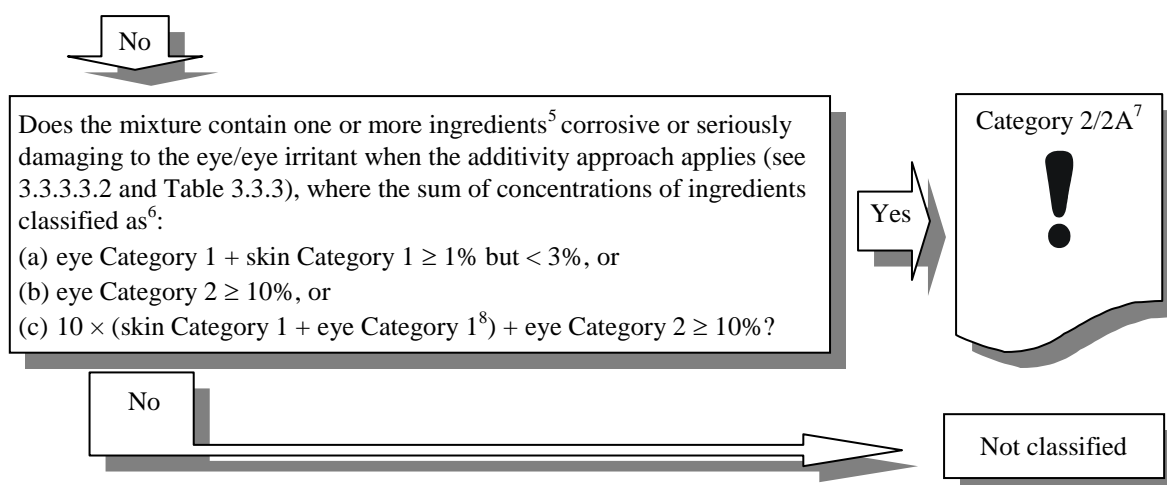 No
Does the mixture contain one or more ingredients⁵ corrosive or seriously
damaging to the eye/eye irritant when the additivity approach applies (see
3.3.3.3.2 and Table 3.3.3), where the sum of concentrations of ingredients
classified as⁶:
(a) eye Category 1 + skin Category 1 ≥ 1% but < 3%, or
(b) eye Category 2 ≥ 10%, or
(c) 10 × (skin Category 1 + eye Category 1⁸) + eye Category 2 ≥ 10%?
Yes
Category 2/2A⁷
!
No
Not classified